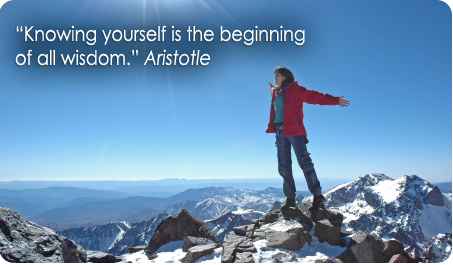 “Knowing yourself is the beginning
of all wisdom.” Aristotle